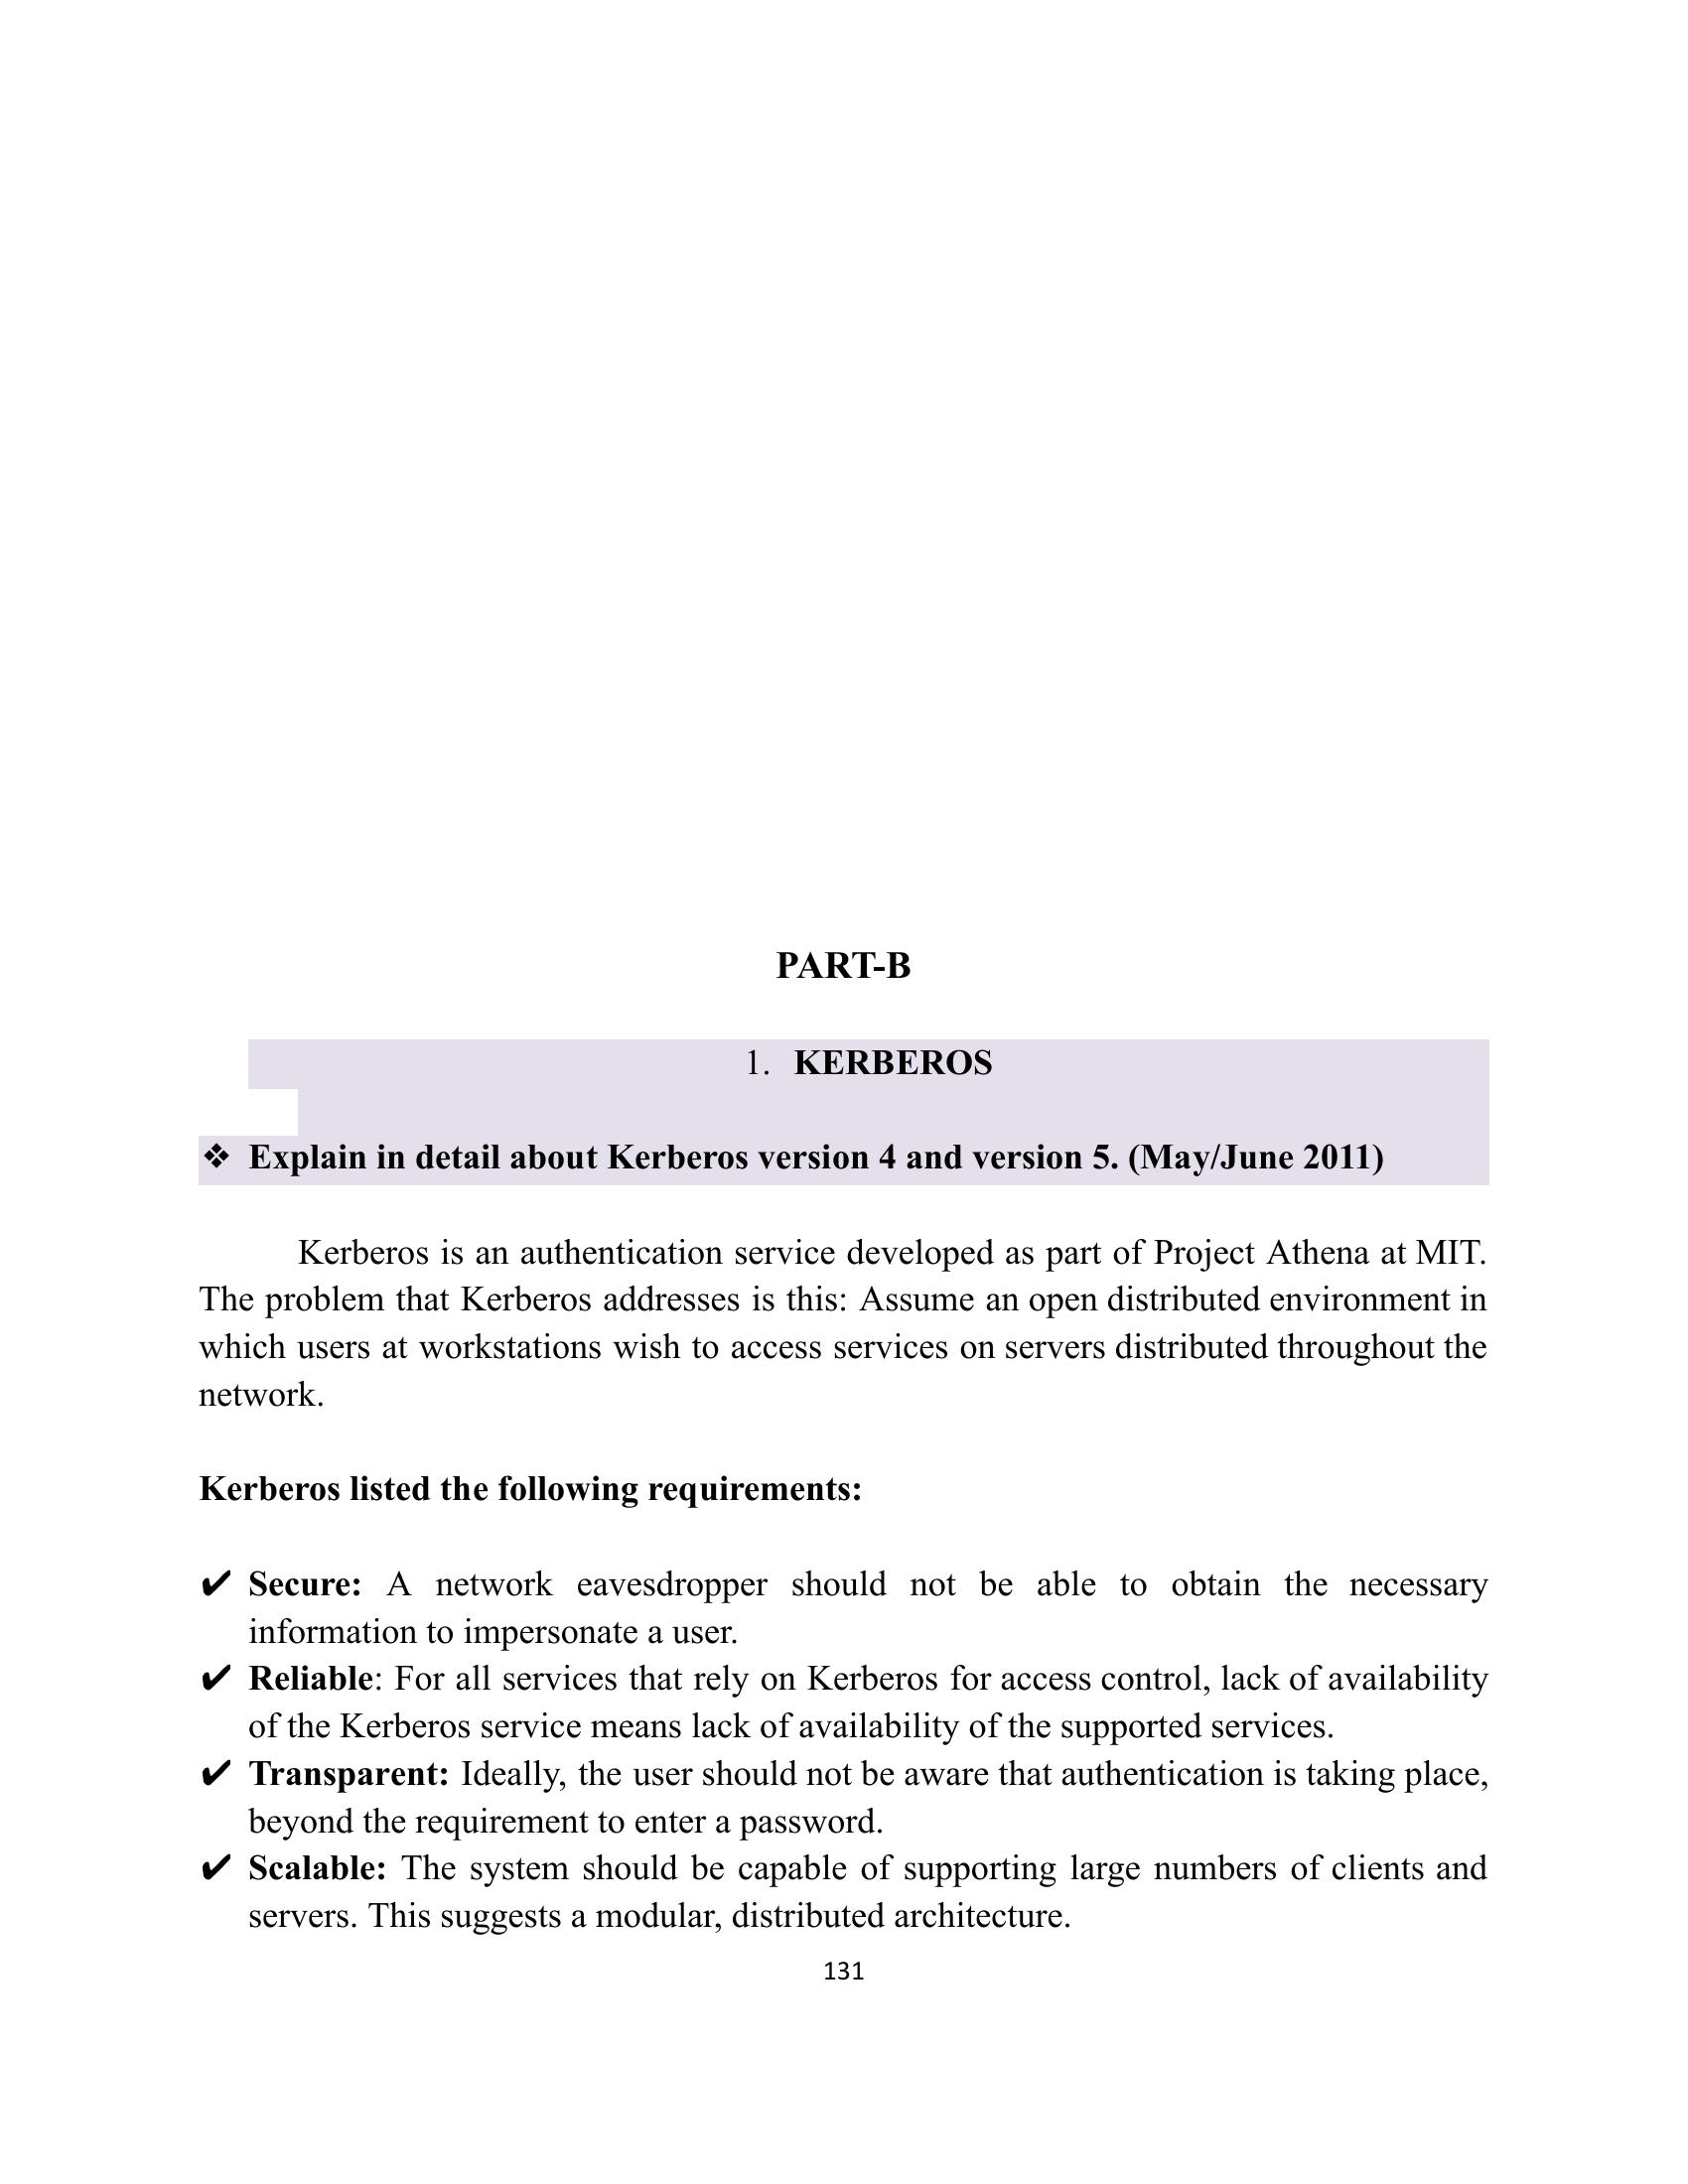 PART-B
1. KERBEROS
❖ Explain in detail about Kerberos version 4 and version 5. (May/June 2011)
Kerberos is an authentication service developed as part of Project Athena at MIT.
The problem that Kerberos addresses is this: Assume an open distributed environment in
which users at workstations wish to access services on servers distributed throughout the
network.
Kerberos listed the following requirements:
✔ Secure: A network eavesdropper should not be able to obtain the necessary
information to impersonate a user.
✔ Reliable: For all services that rely on Kerberos for access control, lack of availability
of the Kerberos service means lack of availability of the supported services.
✔ Transparent: Ideally, the user should not be aware that authentication is taking place,
beyond the requirement to enter a password.
✔ Scalable: The system should be capable of supporting large numbers of clients and
servers. This suggests a modular, distributed architecture.
131